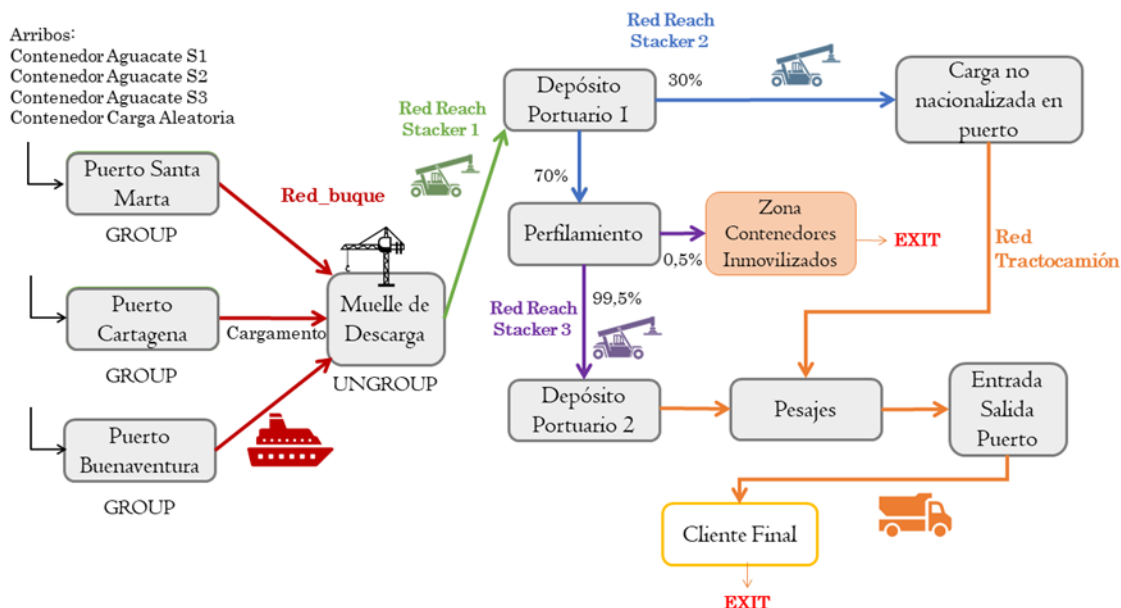 Arribos:
Contenedor Aguacate S1
Contenedor Aguacate S2
Contenedor Aguacate S3
Contenedor Carga Aleatoria
Puerto Santa
Marta
GROUP
Red_buque
Puerto
Cartagena
GROUP
Cargamento
Puerto
Buenaventura
GROUP
Muelle de
Descarga
UNGROUP
Red Reach
Stacker 1
Depósito
Portuario 1
Red Reach
Stacker 2
30%
Carga no
nacionalizada en
puerto
70%
Perfilamiento
0,5%
Zona
Contenedores
Inmovilizados
EXIT
Red
Tractocamión
99,5%
Red Reach
Stacker 3
Depósito
Portuario 2
Pesajes
Entrada
Salida
Puerto
Cliente Final
EXIT